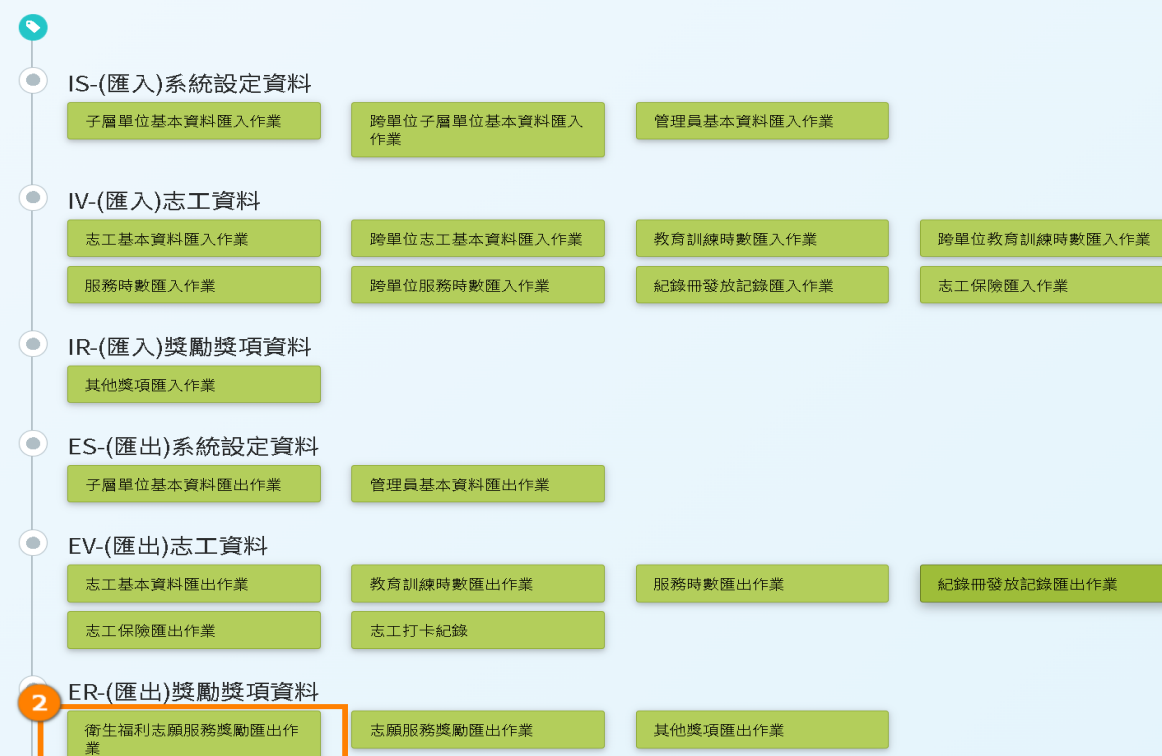 IS-(匯入)系統設定資料
子層單位基本資料匯入作業
跨單位子層單位基本資料匯入
作業
管理員基本資料匯入作業
IV-(匯入)志工資料
志工基本資料匯入作業
跨單位志工基本資料匯入作業
教育訓練時數匯入作業
跨單位教育訓練時數匯入作業
服務時數匯入作業
跨單位服務時數匯入作業
紀錄冊發放記錄匯入作業
志工保險匯入作業
IR-(匯入)獎勵獎項資料
其他獎項匯入作業
ES-(匯出)系統設定資料
子層單位基本資料匯出作業
管理員基本資料匯出作業
EV-(匯出)志工資料
志工基本資料匯出作業
教育訓練時數匯出作業
服務時數匯出作業
紀錄冊發放記錄匯出作業
志工保險匯出作業
志工打卡紀錄
ER-(匯出)獎勵獎項資料
2
衛生福利志願服務獎勵匯出作
業
志願服務獎勵匯出作業
其他獎項匯出作業